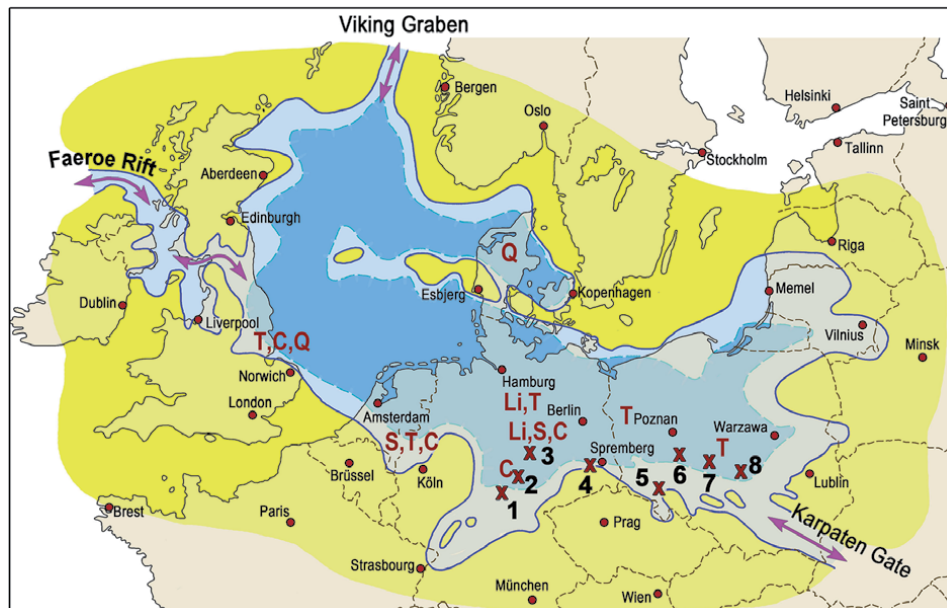 Viking Graben
Bergen
Helsinki
Saint
Petersburg
Oslo
Tallinn
Stockholm
Faeroe Rift
Aberdeen
Edinburgh
Q
Riga
Dublin
Esbjerg
Kopenhagen
Memel
Liverpool
Vilnius
T,C,Q
Minsk
Norwich
Hamburg
London
Amsterdam
Li,T
Berlin
T
Poznan
Warzawa
S,T,C
Li,S,C
Brüssel
Köln
C
X
3
X
2
X
1
X
4
Spremberg
X
5
X
6
T
X
7
X
8
Lublin
Brest
Paris
Prag
Karpaten Gate
Strasbourg
München
Wien